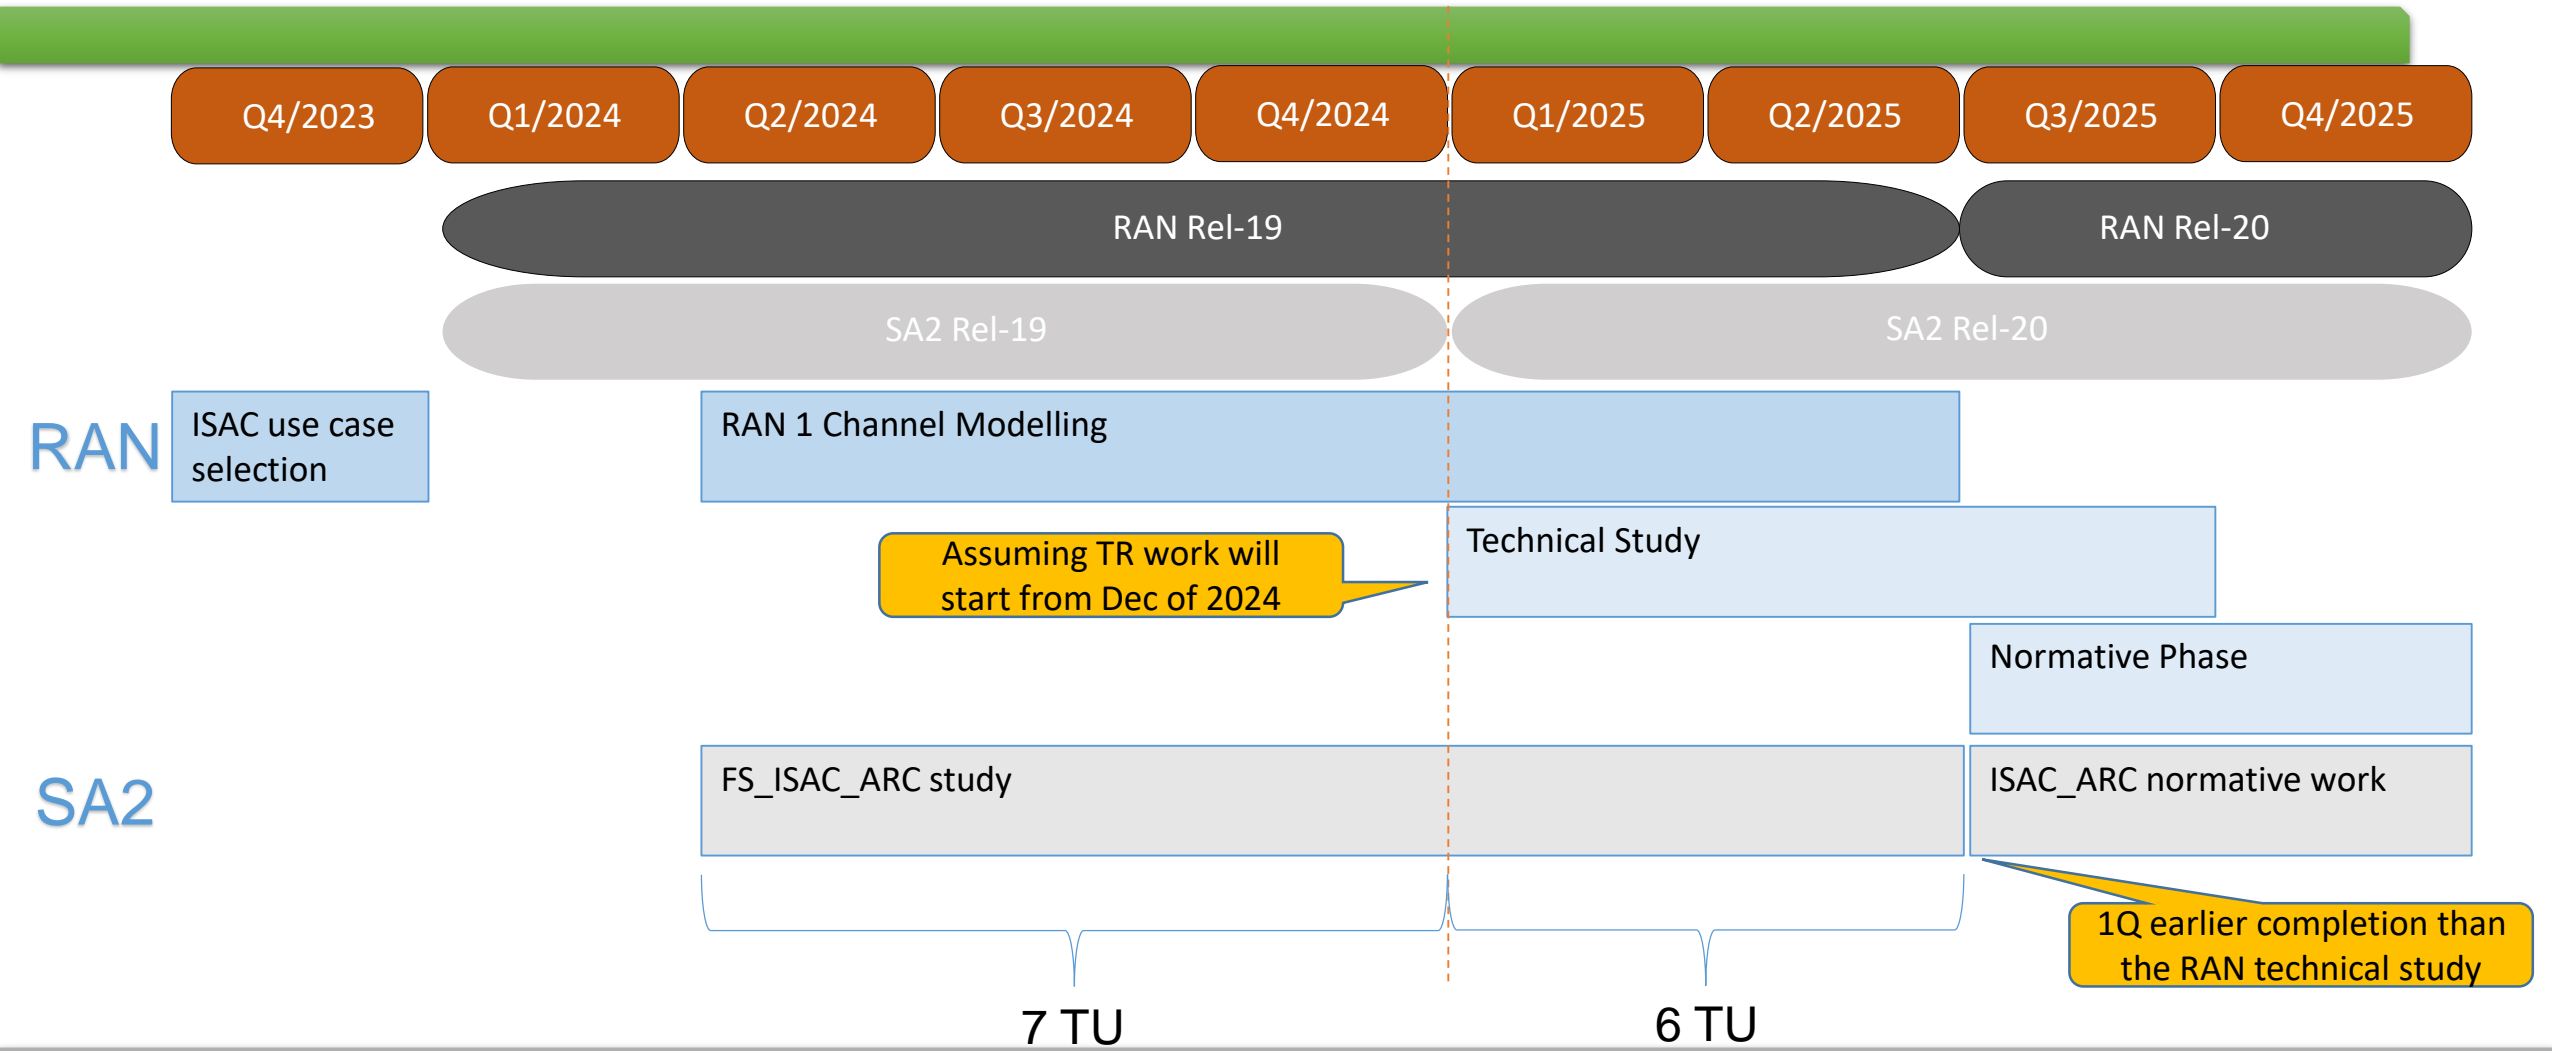 Q4/2023
Q1/2024
Q2/2024
Q3/2024
Q4/2024
Q1/2025
Q2/2025
Q3/2025
Q4/2025
RAN Rel-19
RAN Rel-20
SA2 Rel-19
SA2 Rel-20
RAN
ISAC use case
selection
RAN 1 Channel Modelling
Assuming TR work will
start from Dec of 2024
Technical Study
Normative Phase
SA2
FS_ISAC_ARC study
ISAC_ARC normative work
1Q earlier completion than
the RAN technical study
7 TU
6 TU